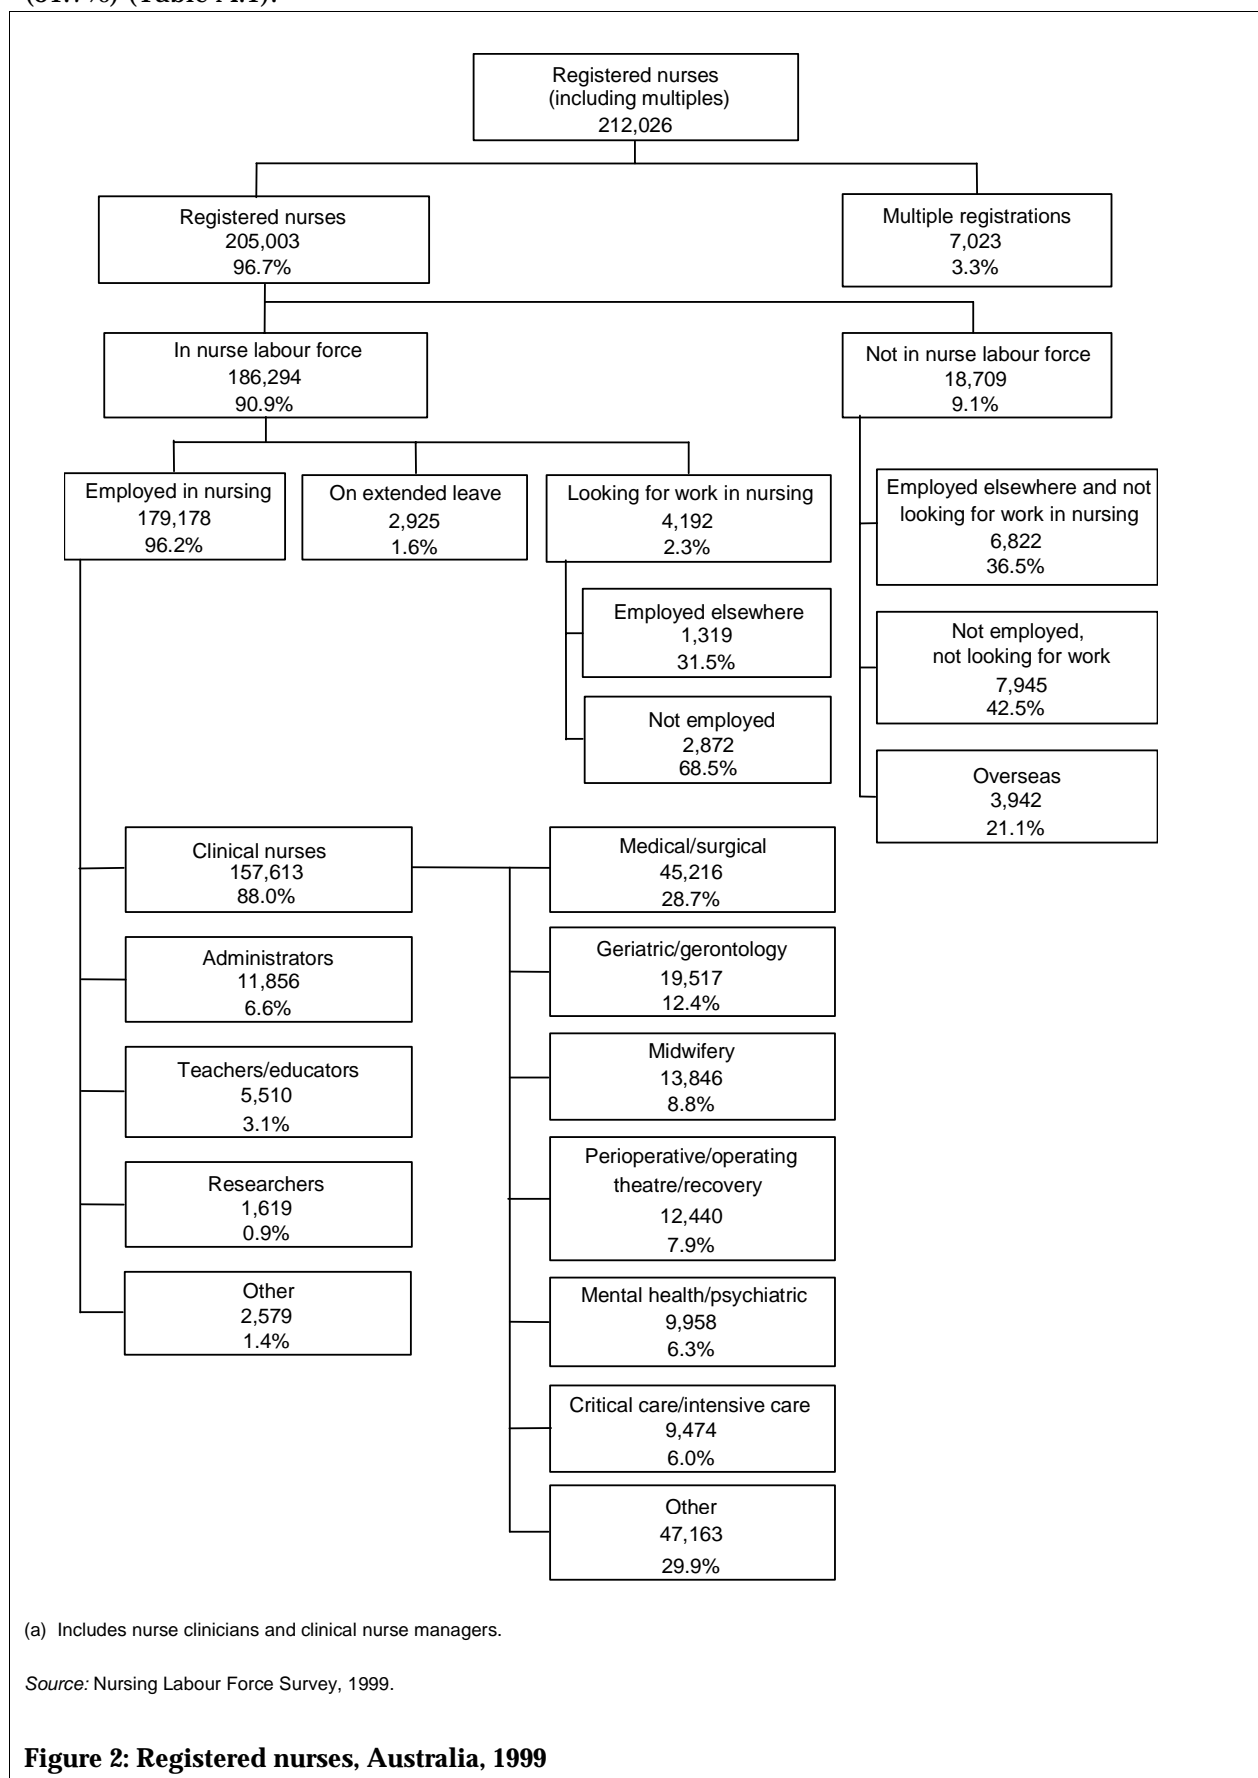 (81.7%) (Table A.1).
Registered nurses
(including multiples)
212,026
Registered nurses
205,003
96.7%
Multiple registrations
7,023
3.3%
In nurse labour force
186,294
90.9%
Not in nurse labour force
18,709
9.1%
Employed in nursing
179,178
96.2%
On extended leave
2,925
1.6%
Looking for work in nursing
4,192
2.3%
Employed elsewhere and not
looking for work in nursing
6,822
36.5%
Employed elsewhere
1,319
31.5%
Not employed,
not looking for work
7,945
42.5%
Not employed
2,872
68.5%
Overseas
3,942
21.1%
Clinical nurses
157,613
88.0%
Medical/surgical
45,216
28.7%
Administrators
11,856
6.6%
Geriatric/gerontology
19,517
12.4%
Teachers/educators
5,510
3.1%
Midwifery
13,846
8.8%
Researchers
1,619
0.9%
Perioperative/operating
theatre/recovery
12,440
7.9%
Other
2,579
1.4%
Mental health/psychiatric
9,958
6.3%
Critical care/intensive care
9,474
6.0%
Other
47,163
29.9%
(a) Includes nurse clinicians and clinical nurse managers.
Source: Nursing Labour Force Survey, 1999.
Figure 2: Registered nurses, Australia, 1999